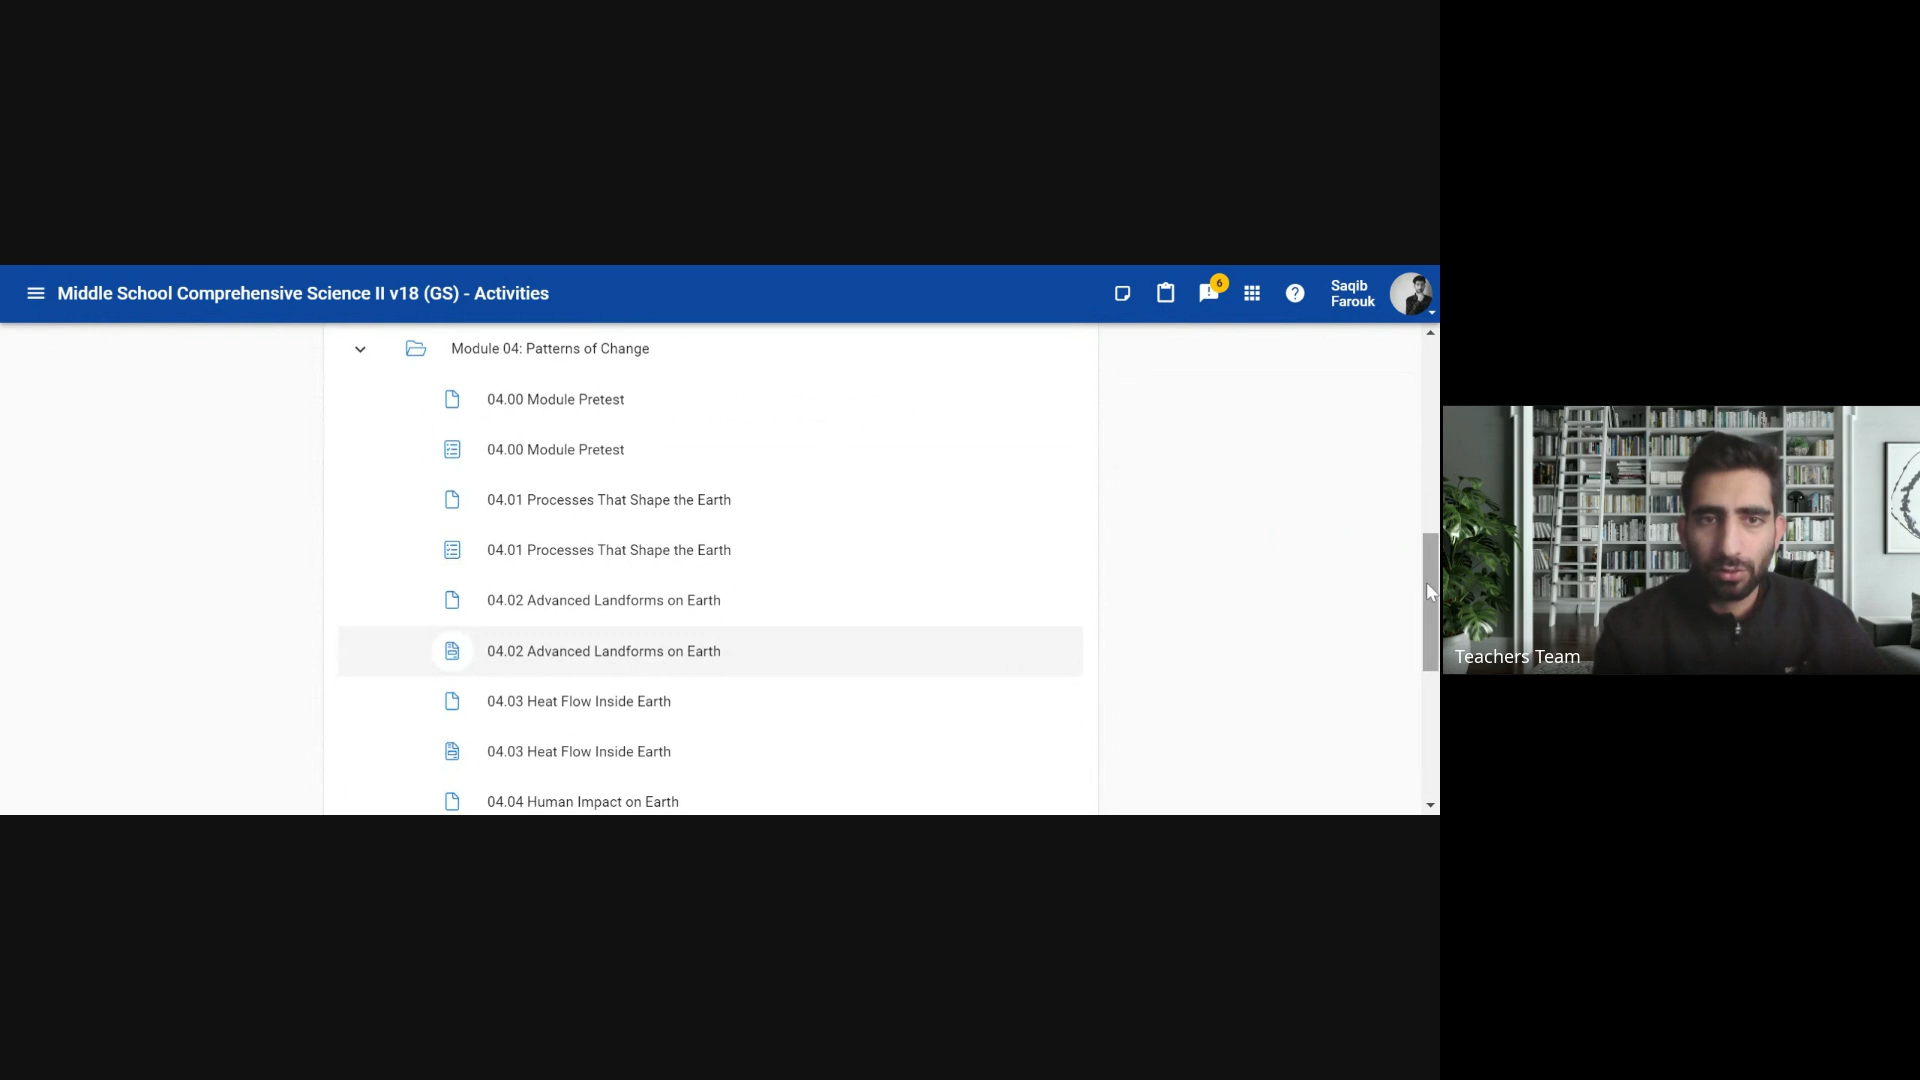 Middle School Comprehensive Science II v18 (GS) - Activities
6
Saqib
Farouk
Module 04: Patterns of Change
04.00 Module Pretest
04.00 Module Pretest
04.01 Processes That Shape the Earth
04.01 Processes That Shape the Earth
04.02 Advanced Landforms on Earth
04.02 Advanced Landforms on Earth
04.03 Heat Flow Inside Earth
04.03 Heat Flow Inside Earth
04.04 Human Impact on Earth
Teachers Team